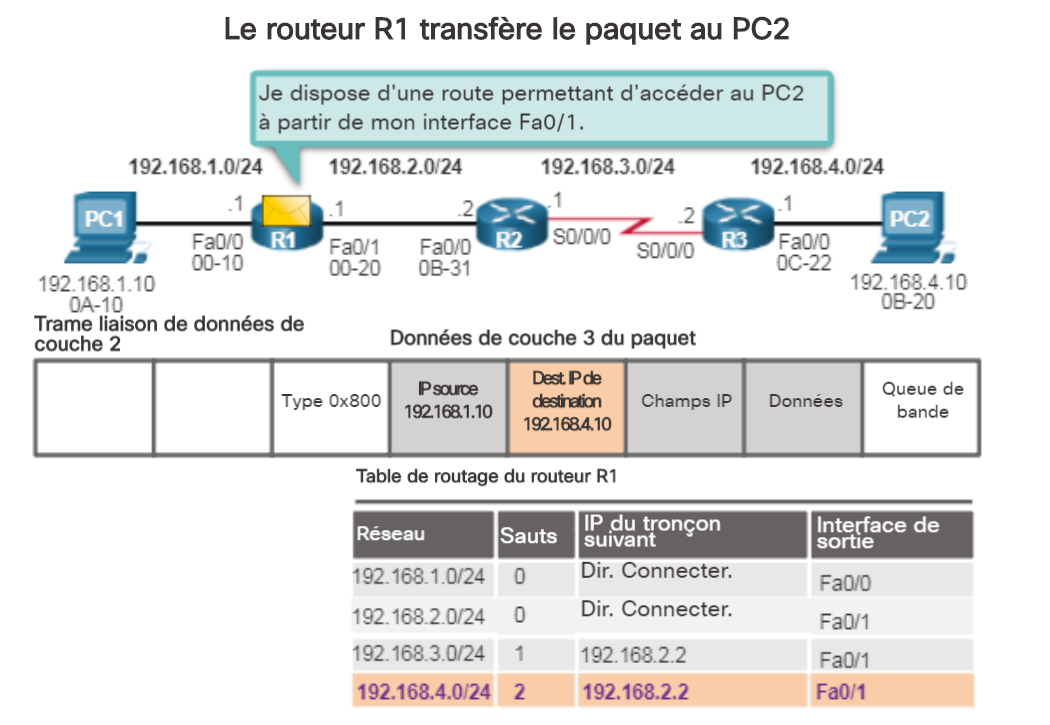 Le routeur R1 transfère le paquet au PC2
Je dispose d'une route permettant d'accéder au PC2
à partir de mon interface Fa0/1.
192.168.1.0/24 192.168.2.0/24 192.168.3.0/24 192.168.4.0/24
PC1 .1 R1 .1 .2 R2 .1 .2 R3 .1 PC2
Fa0/0 Fa0/1 Fa0/0 S0/0/0 S0/0/0 Fa0/0
00-10 00-20 0B-31 0C-22
192.168.1.10 192.168.4.10
0A-10 0B-20
Trame liaison de données de
couche 2
Données de couche 3 du paquet
Type 0x800
IP source
192.168.1.10
Dest. IP de
destination
192.168.4.10
Champs IP
Données
Queue de
bande
Table de routage du routeur R1
Réseau Sauts IP du tronçon
suivant
Interface de
sortie
192.168.1.0/24 0 Dir. Connecter. Fa0/0
192.168.2.0/24 0 Dir. Connecter. Fa0/1
192.168.3.0/24 1 192.168.2.2 Fa0/1
192.168.4.0/24 2 192.168.2.2 Fa0/1